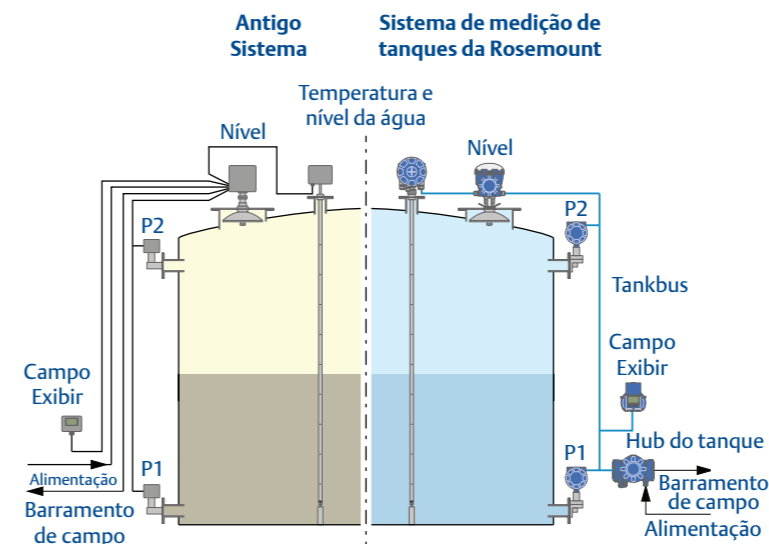 Antigo
Sistema
Sistema de medição de
tanques da Rosemount
Temperatura e
nível da água
Nível
Nível
P2
P2
Tankbus
Campo
Exibir
Campo
Exibir
Hub do tanque
P1
P1
Alimentação
Barramento
de campo
Barramento
de campo
Alimentação